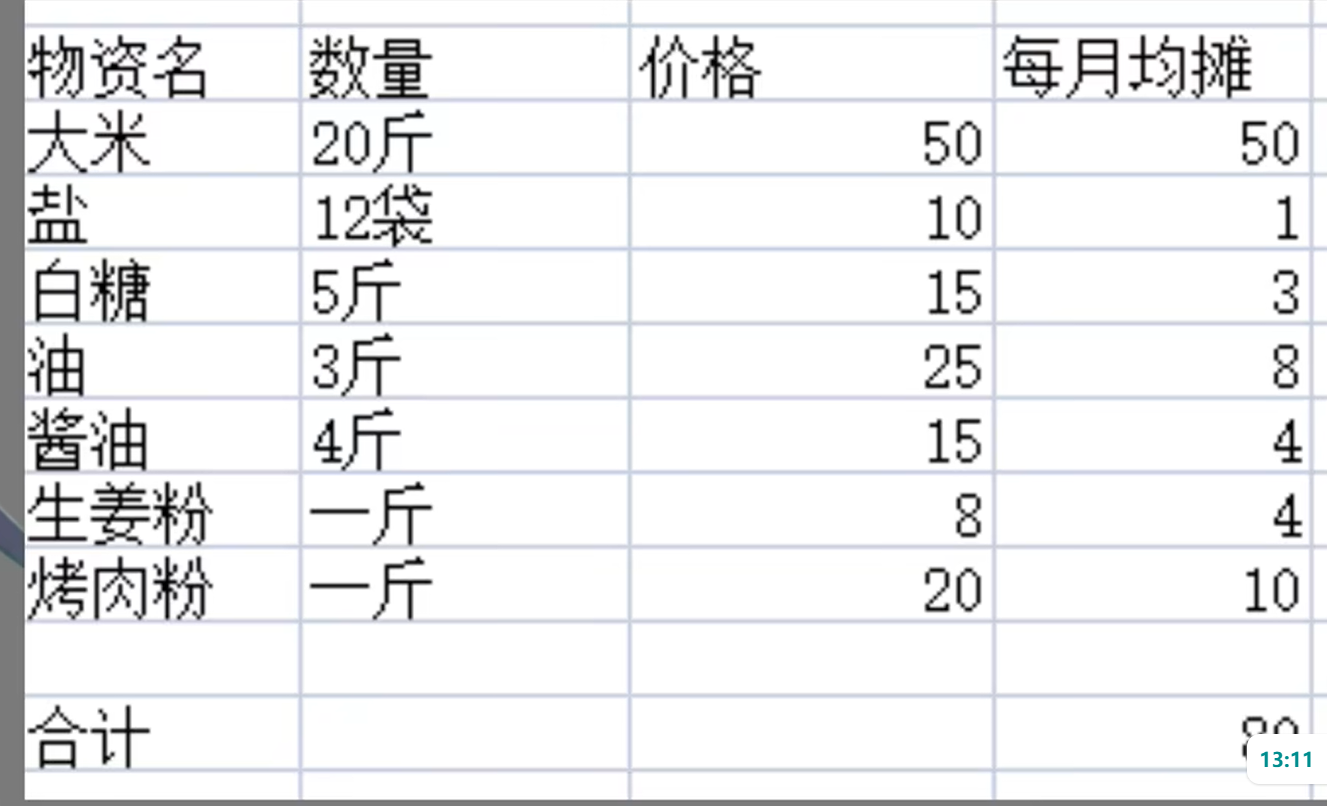 物资名 数量 价格 每月均摊
大米 20斤 50 50
盐 12袋 10 1
白糖 5斤 15 3
油 3斤 25 8
酱油 4斤 15 4
生姜粉 一斤 8 4
烤肉粉 一斤 20 10
合计
13:11